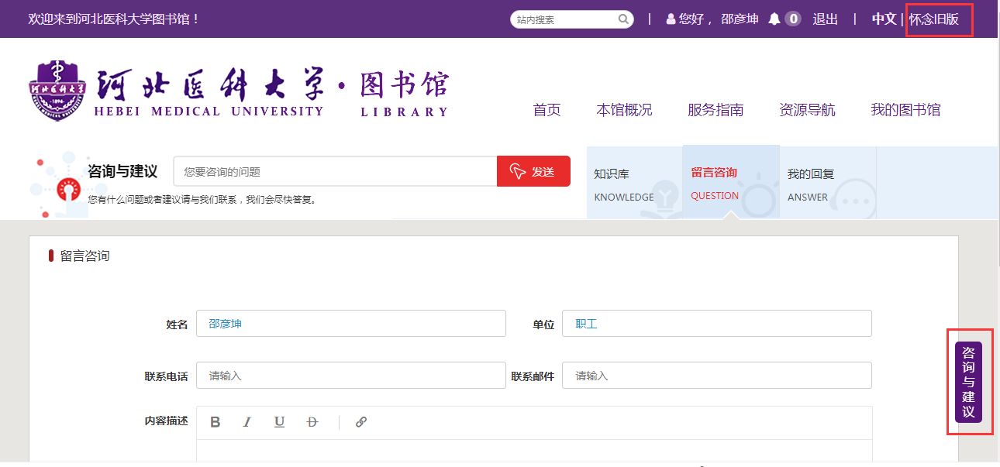 欢迎来到河北医科大学图书馆！
站内搜索
| 您好， 邵彦坤 0 退出 | 中文 | 怀念旧版
河北医科大学·图书馆
HEBEI MEDICAL UNIVERSITY LIBRARY
河北医科大学
1894
首页 本馆概况 服务指南 资源导航 我的图书馆
咨询与建议 您要咨询的问题 发送
您有什么问题或者建议请与我们联系，我们会尽快答复。
知识库 留言咨询 我的回复
KNOWLEDGE QUESTION ANSWER
留言咨询
姓名 邵彦坤 单位 职工
联系电话 请输入 联系邮件 请输入
内容描述 B I U D
咨询与建议